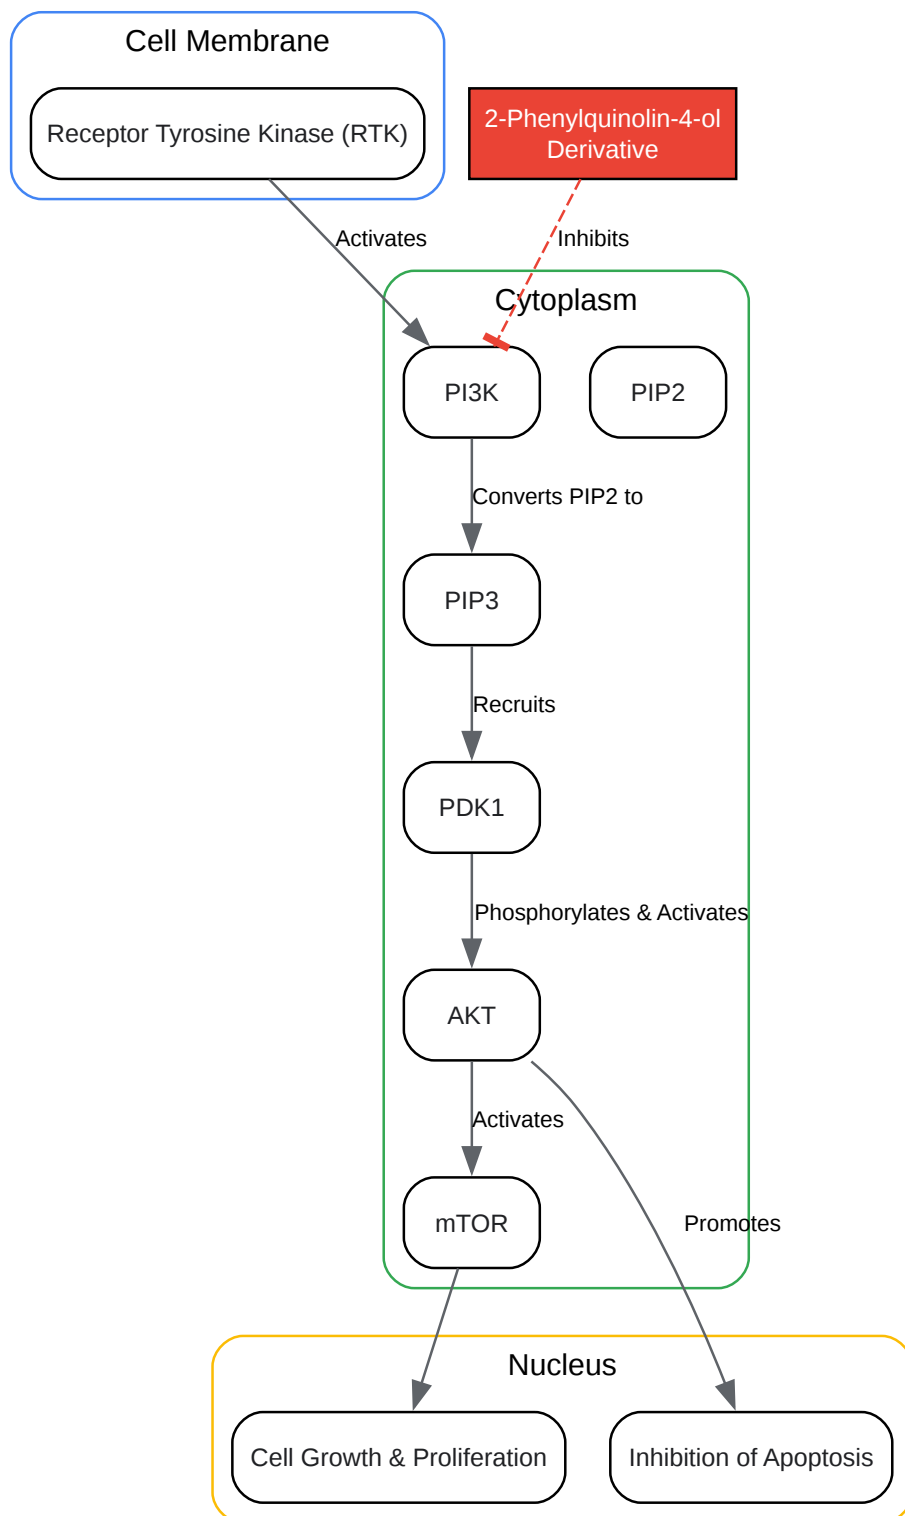 Cell Membrane
Receptor Tyrosine Kinase (RTK)
2-Phenylquinolin-4-ol
Derivative
Activates
Inhibits
Cytoplasm
PI3K
PIP2
Converts PIP2 to
PIP3
Recruits
PDK1
Phosphorylates & Activates
AKT
Activates
mTOR
Promotes
Nucleus
Cell Growth & Proliferation
Inhibition of Apoptosis